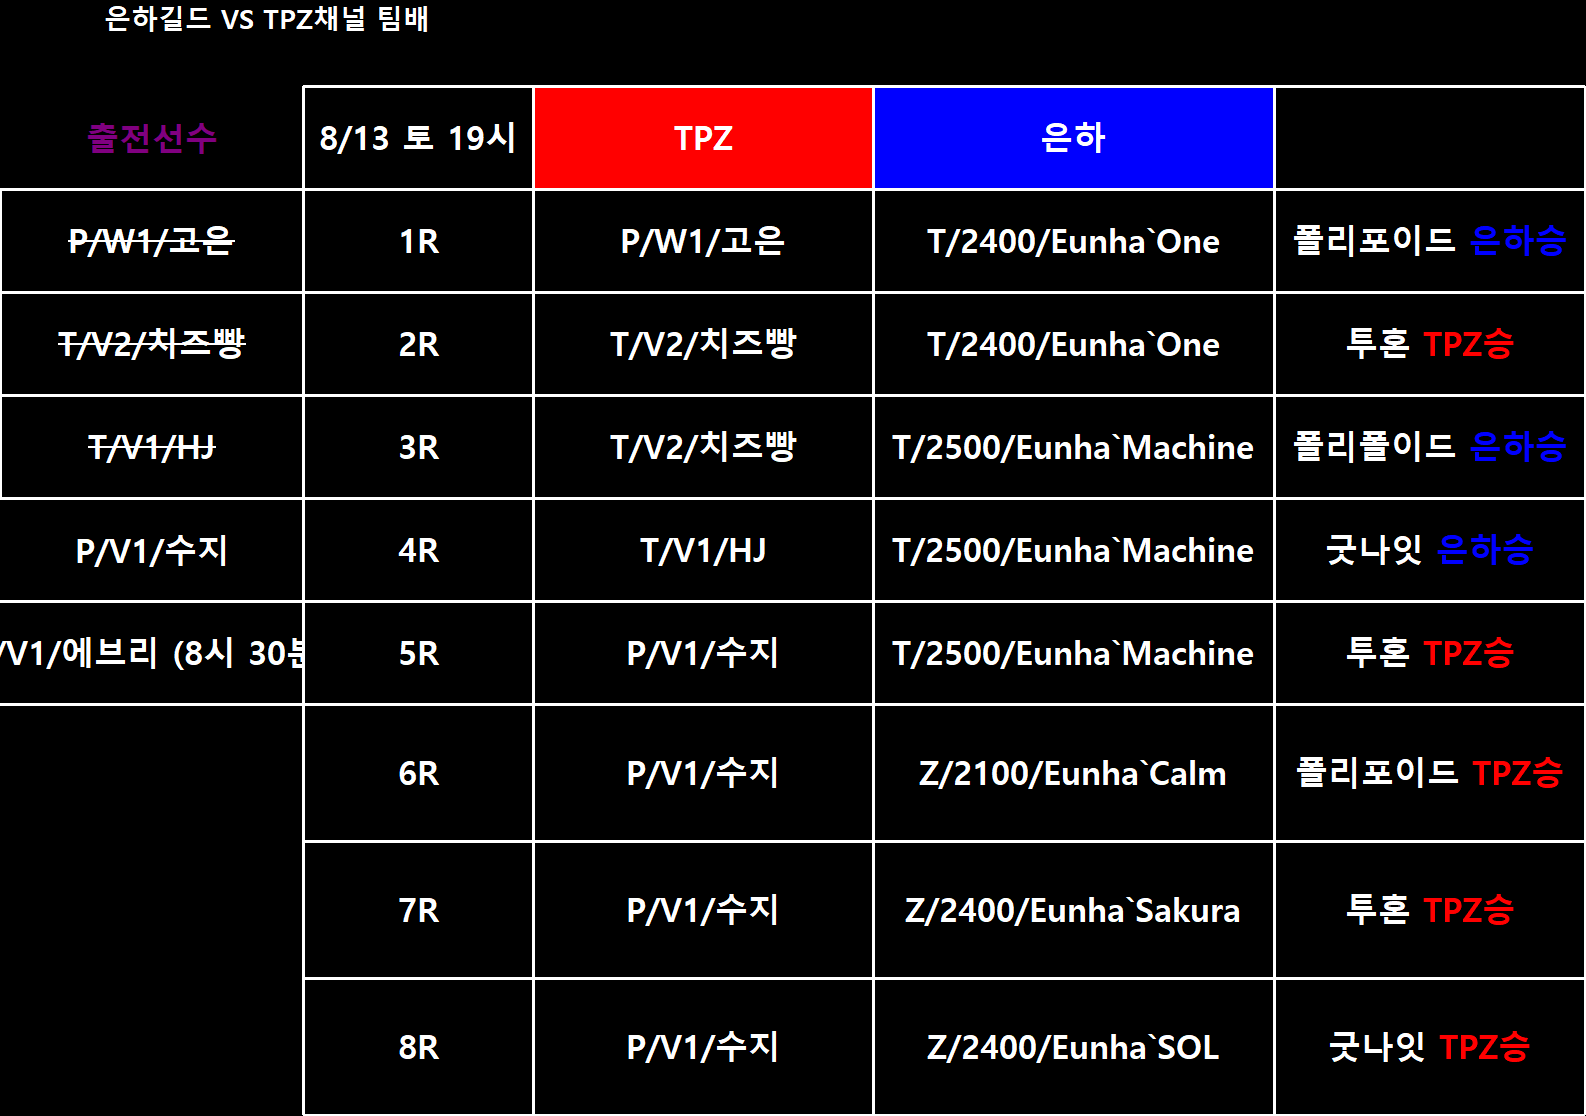 은하길드 VS TPZ채널 팀배
출전선수 8/13 토 19시 TPZ 은하
P/W1/고은 1R P/W1/고은 T/2400/Eunha`One 폴리포이드 은하승
T/V2/치즈빵 2R T/V2/치즈빵 T/2400/Eunha`One 투혼 TPZ승
T/V1/HJ 3R T/V2/치즈빵 T/2500/Eunha`Machine 폴리폴이드 은하승
P/V1/수지 4R T/V1/HJ T/2500/Eunha`Machine 굿나잇 은하승
/V1/에브리 (8시 30분 5R P/V1/수지 T/2500/Eunha`Machine 투혼 TPZ승
6R P/V1/수지 Z/2100/Eunha`Calm 폴리포이드 TPZ승
7R P/V1/수지 Z/2400/Eunha`Sakura 투혼 TPZ승
8R P/V1/수지 Z/2400/Eunha`SOL 굿나잇 TPZ승